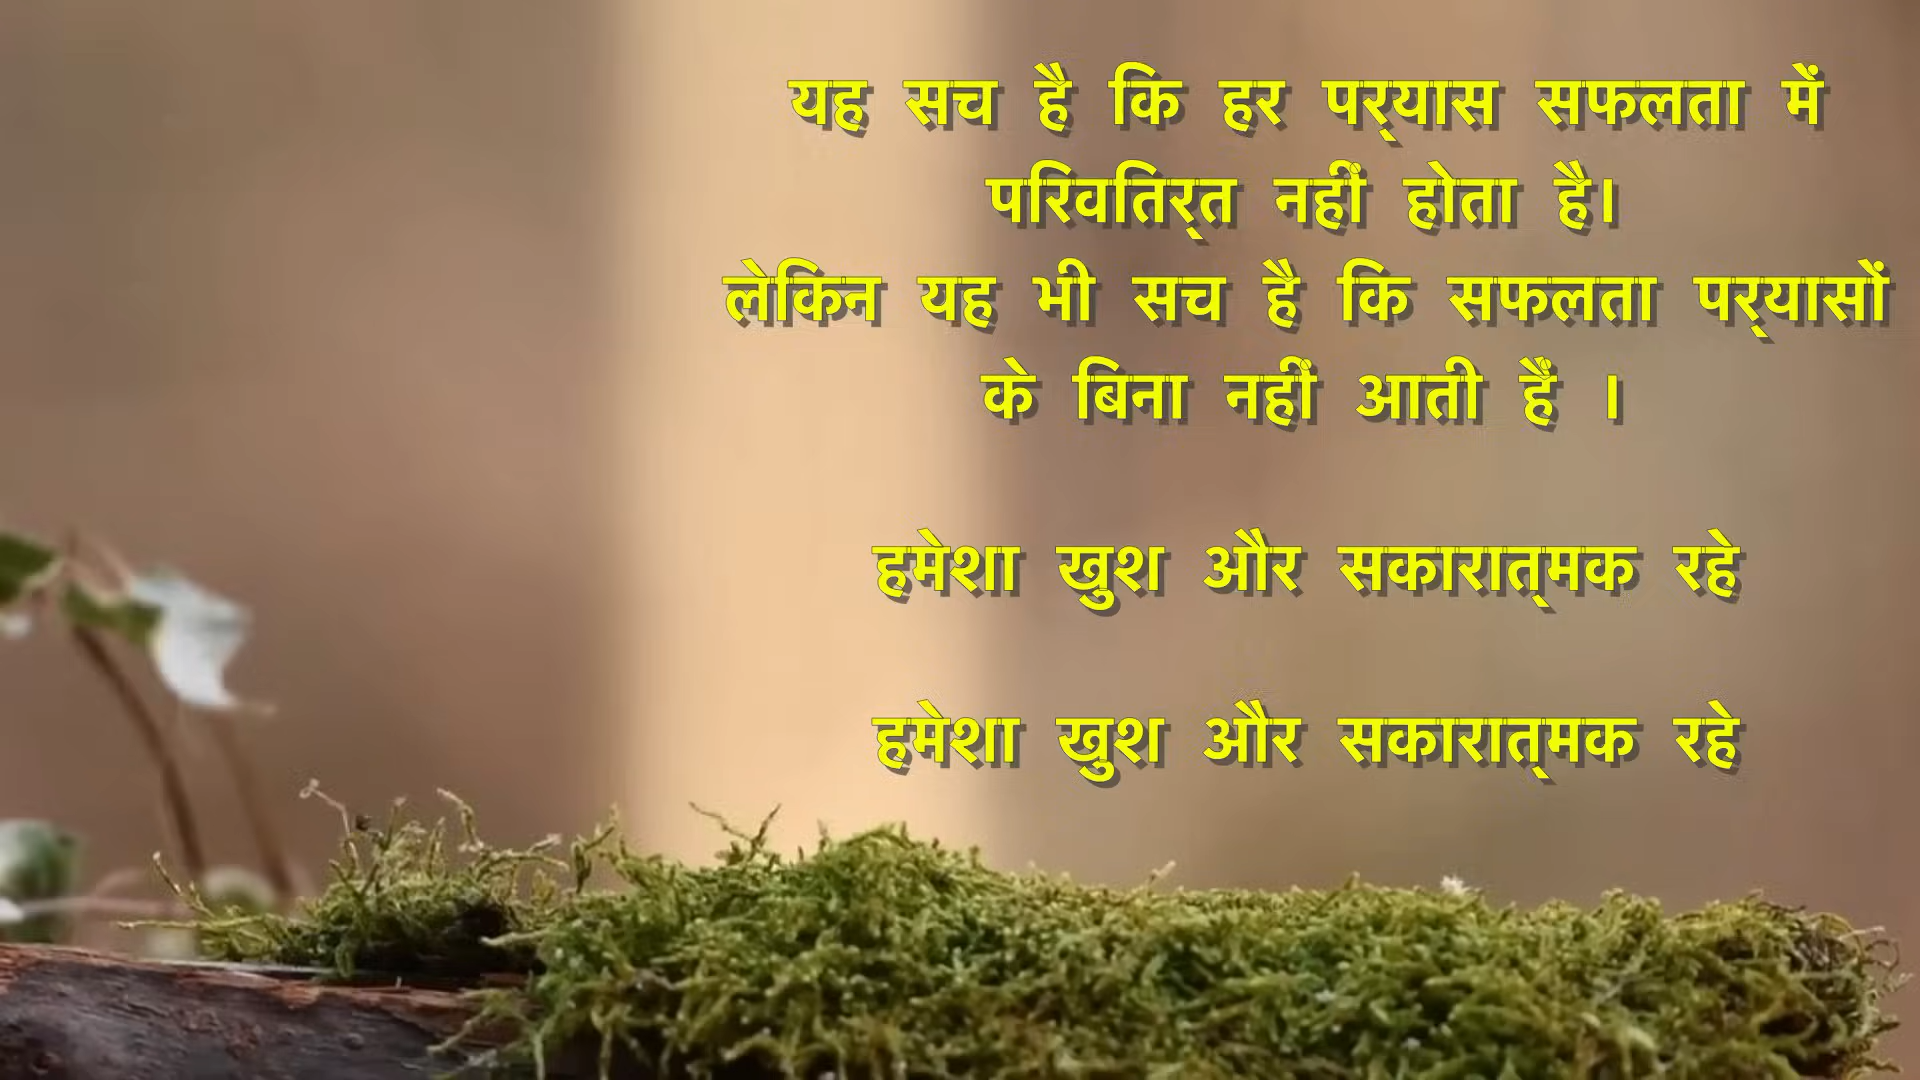 यह सच है कि हर पर्‌यास सफलता में
परिवतिर्‌त नहीं होता है।
लेकिन यह भी सच है कि सफलता पर्‌यासों
के बिना नहीं आती हैं ।
हमेशा खुश और सकारात्‌मक रहे
हमेशा खुश और सकारात्‌मक रहे